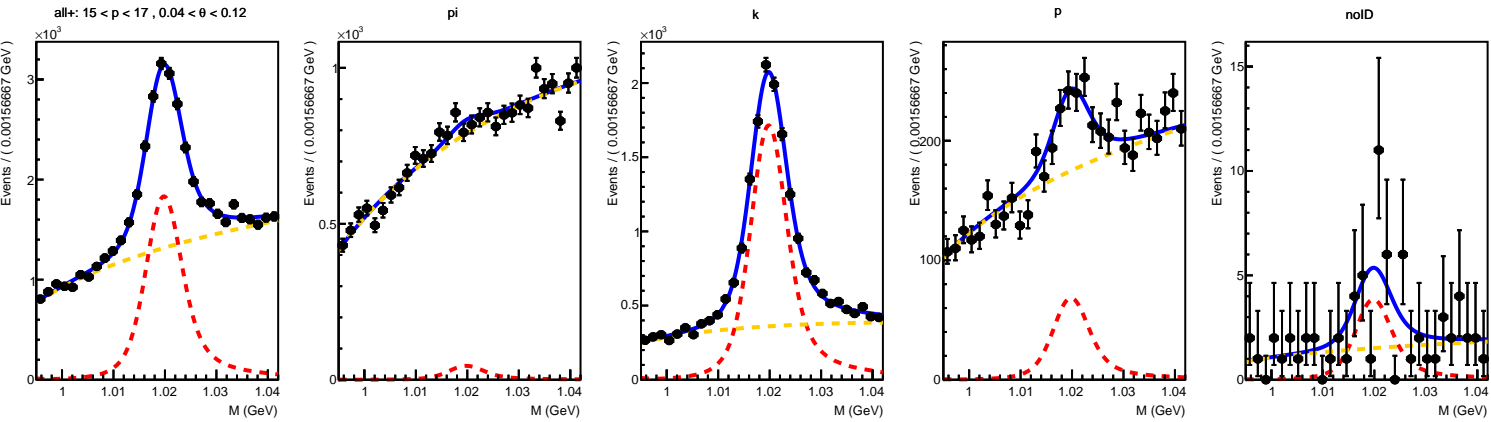 all+: 15 < p < 17 , 0.04 < θ < 0.12
×10³
Events / ( 0.00156667 GeV )
3
2
1
0
1 1.01 1.02 1.03 1.04
M (GeV)
pi
×10³
Events / ( 0.00156667 GeV )
1
0.5
0
1 1.01 1.02 1.03 1.04
M (GeV)
k
×10³
Events / ( 0.00156667 GeV )
2
1.5
1
0.5
0
1 1.01 1.02 1.03 1.04
M (GeV)
p
Events / ( 0.00156667 GeV )
200
100
0
1 1.01 1.02 1.03 1.04
M (GeV)
noID
Events / ( 0.00156667 GeV )
15
10
5
0
1 1.01 1.02 1.03 1.04
M (GeV)